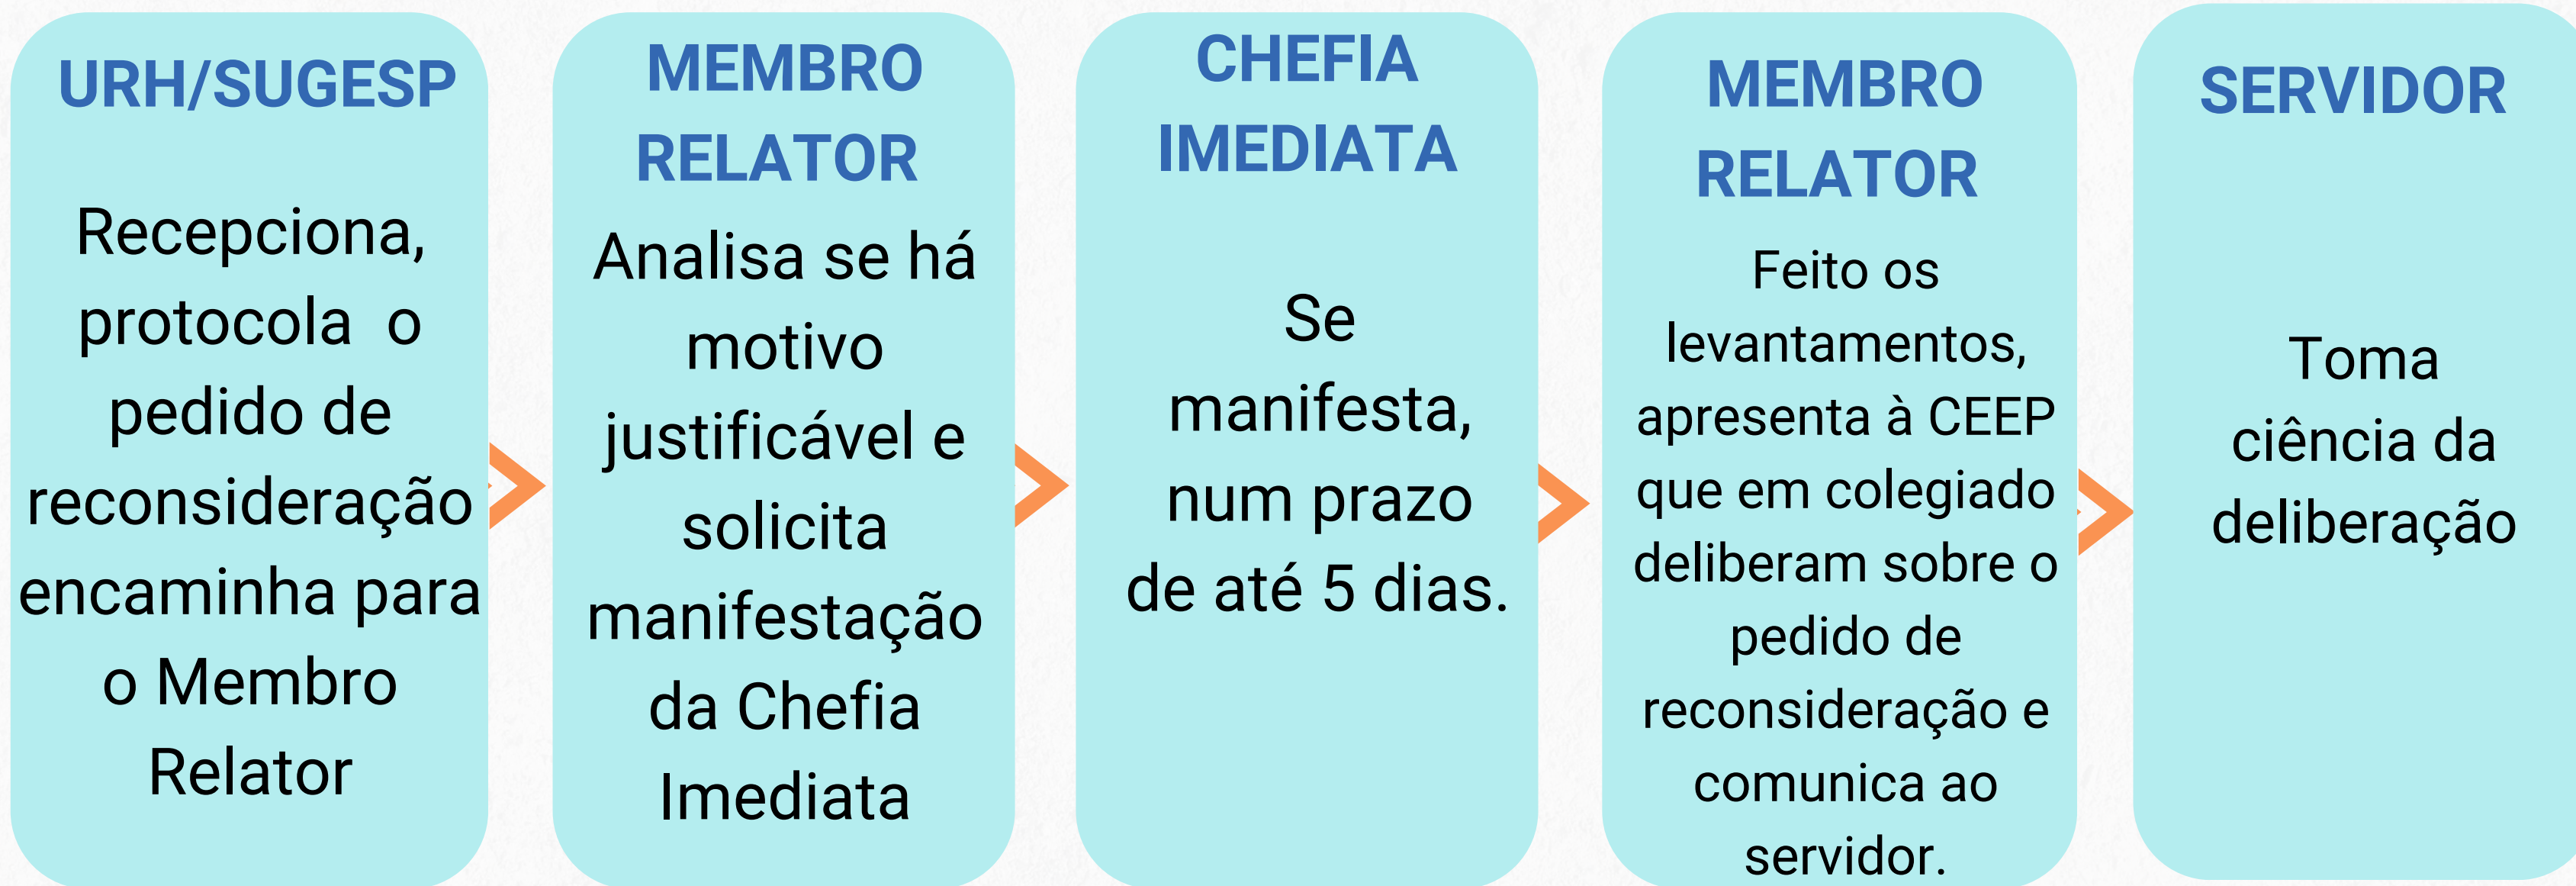 URH/SUGESP
Recepciona,
protocola o
pedido de
reconsideração
encaminha para
o Membro
Relator
MEMBRO
RELATOR
Analisa se há
motivo
justificável e
solicita
manifestação
da Chefia
Imediata
CHEFIA
IMEDIATA
Se
manifesta,
num prazo
de até 5 dias.
MEMBRO
RELATOR
Feito os
levantamentos,
apresenta à CEEP
que em colegiado
deliberam sobre o
pedido de
reconsideração e
comunica ao
servidor.
SERVIDOR
Toma
ciência da
deliberação